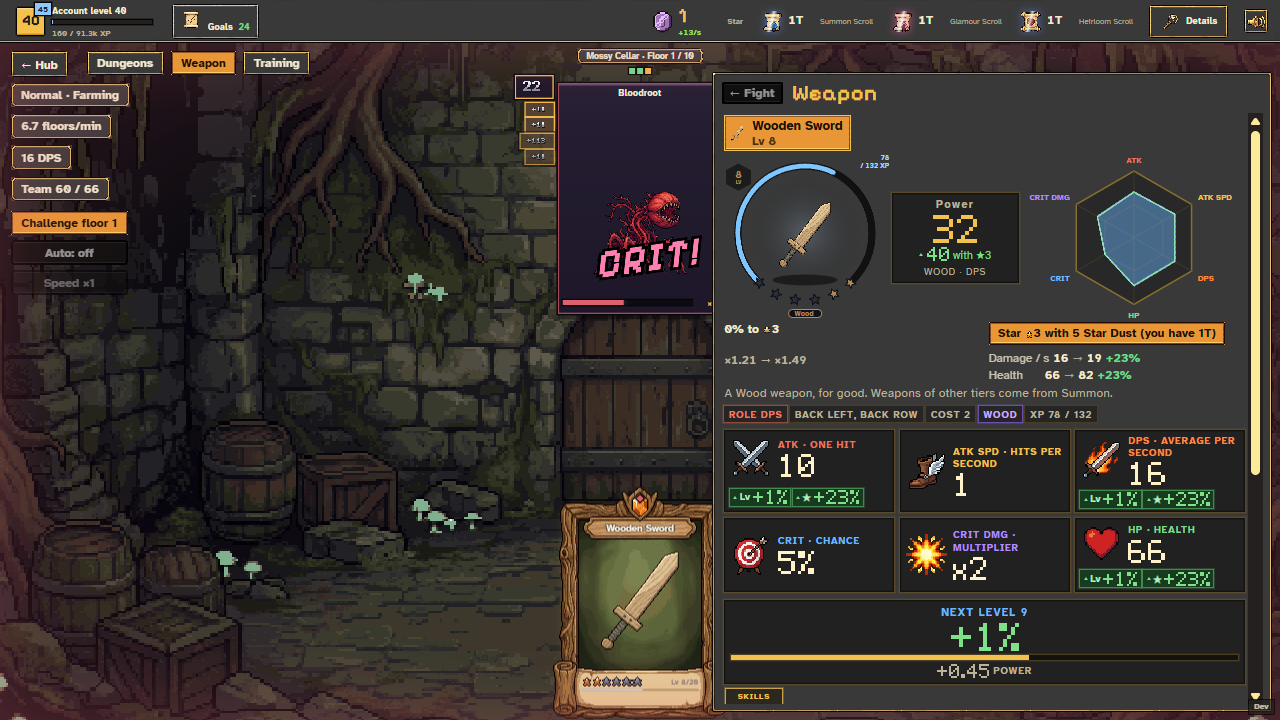 40
45
Account level 40
160 / 91.3k XP
Goals 24
1
+13/s
Star
1T
Summon Scroll
1T
Glamour Scroll
1T
Heirloom Scroll
Details
← Hub
Dungeons
Weapon
Training
Mossy Cellar · Floor 1 / 10
Normal · Farming
6.7 floors/min
16 DPS
Team 60 / 66
Challenge floor 1
Auto: off
Speed ×1
22
Bloodroot
CRIT!
← Fight
Weapon
Wooden Sword
Lv 8
8
LV
78
/ 132 XP
Wood
Power
32
40 with ★3
WOOD · DPS
ATK
ATK SPD
DPS
HP
CRIT
CRIT DMG
0% to ★3
×1.21 → ×1.49
Star ★3 with 5 Star Dust (you have 1T)
Damage / s 16 → 19 +23%
Health 66 → 82 +23%
A Wood weapon, for good. Weapons of other tiers come from Summon.
ROLE DPS
BACK LEFT, BACK ROW
COST 2
WOOD
XP 78 / 132
ATK · ONE HIT
10
Lv +1% ★+23%
ATK SPD · HITS PER SECOND
1
DPS · AVERAGE PER SECOND
16
Lv +1% ★+23%
CRIT · CHANCE
5%
CRIT DMG · MULTIPLIER
x2
HP · HEALTH
66
Lv +1% ★+23%
NEXT LEVEL 9
+1%
+0.45 POWER
SKILLS
Wooden Sword
Lv 8/20
Dev